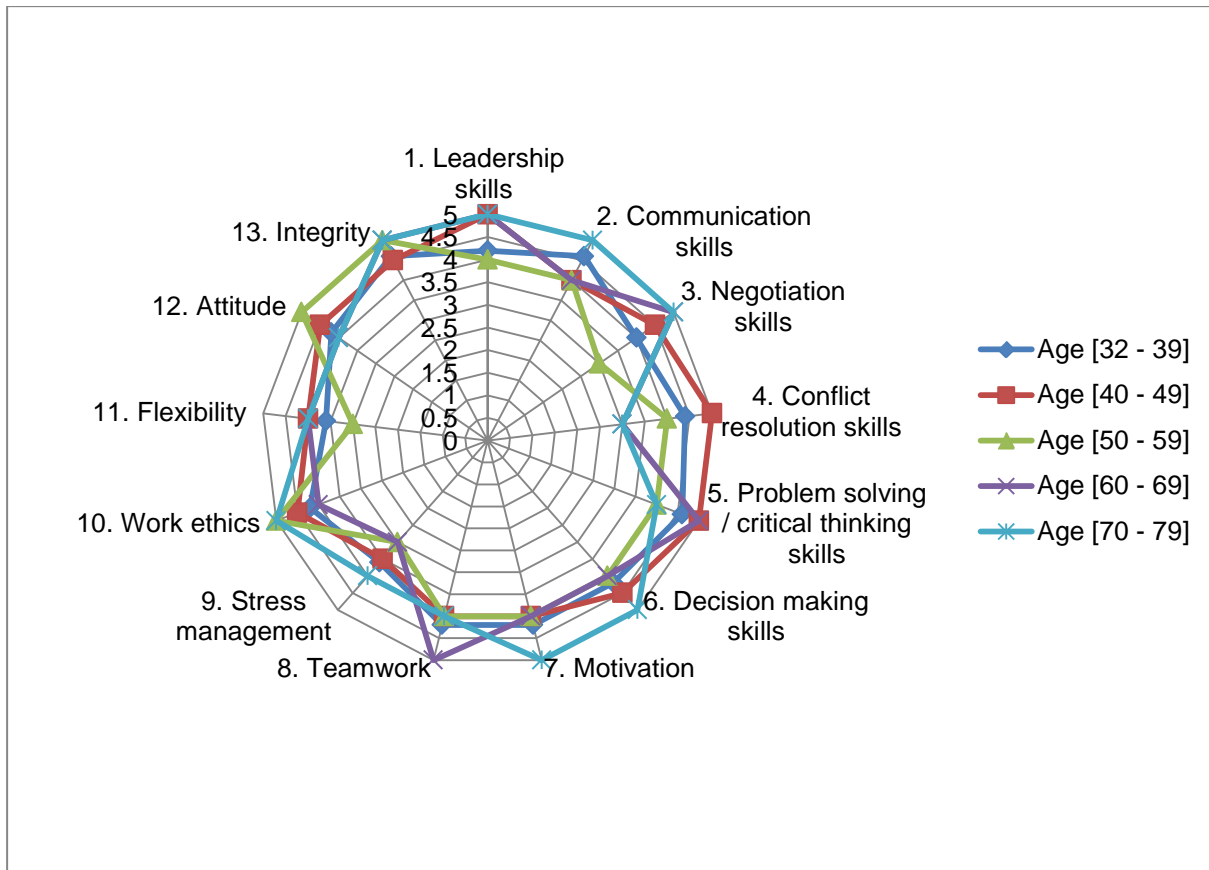 1. Leadership
skills
2. Communication
skills
3. Negotiation
skills
4. Conflict
resolution skills
5. Problem solving
/ critical thinking
skills
6. Decision making
skills
7. Motivation
8. Teamwork
9. Stress
management
10. Work ethics
11. Flexibility
12. Attitude
13. Integrity
5
4.5
4
3.5
3
2.5
2
1.5
1
0.5
0
Age [32 - 39]
Age [40 - 49]
Age [50 - 59]
Age [60 - 69]
Age [70 - 79]